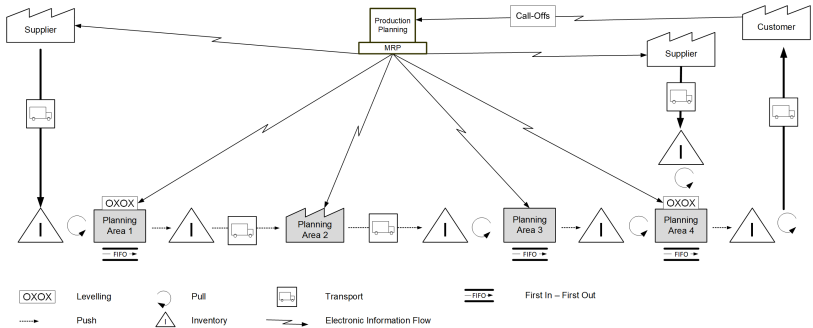 Supplier
Production
Planning
MRP
Call-Offs
Customer
Supplier
I
OXOX
OXOX
I
Planning
Area 1
I
Planning
Area 2
I
Planning
Area 3
I
Planning
Area 4
I
FIFO
FIFO
FIFO
OXOX Levelling
Pull
Transport
FIFO First In – First Out
Push
I Inventory
Electronic Information Flow